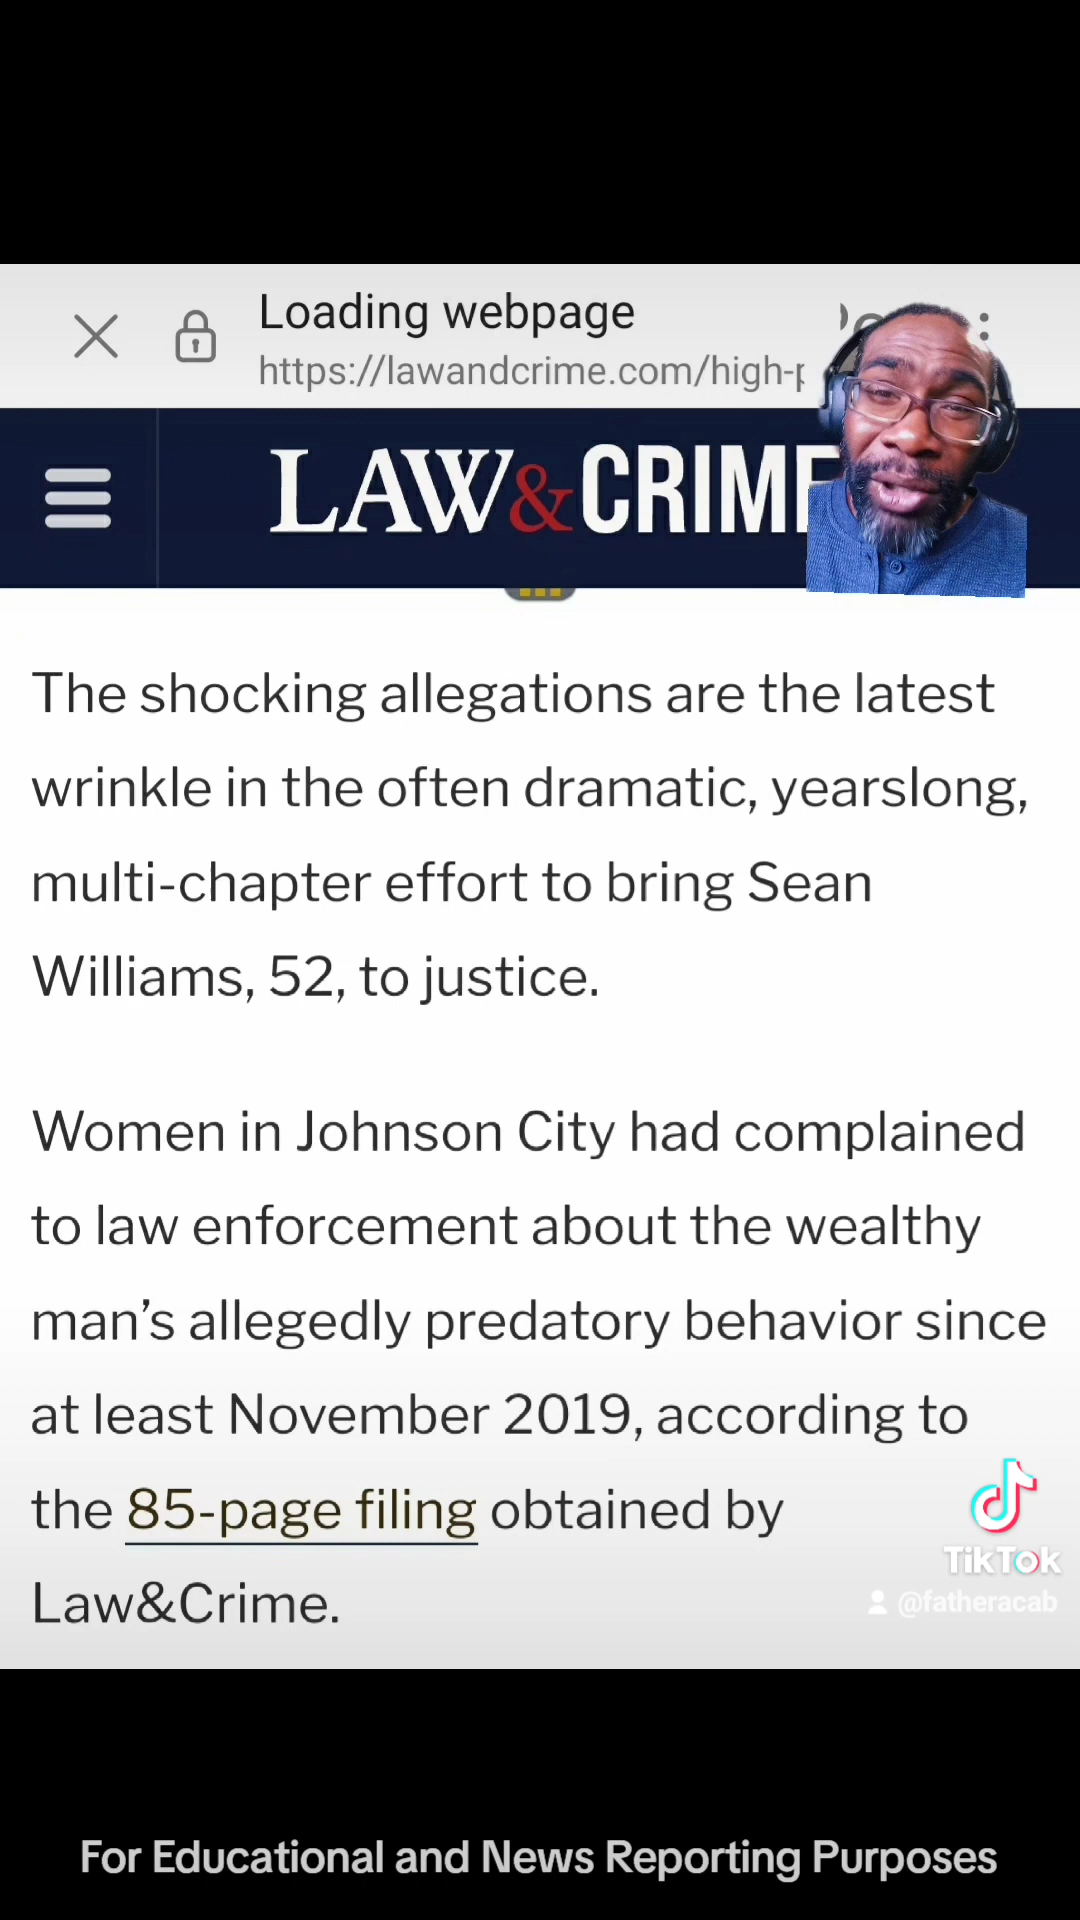 Loading webpage
https://lawandcrime.com/high-p
LAW&CRIME
The shocking allegations are the latest
wrinkle in the often dramatic, yearslong,
multi-chapter effort to bring Sean
Williams, 52, to justice.
Women in Johnson City had complained
to law enforcement about the wealthy
man's allegedly predatory behavior since
at least November 2019, according to
the 85-page filing obtained by
Law&Crime.
TikTok
@fatheracab
For Educational and News Reporting Purposes